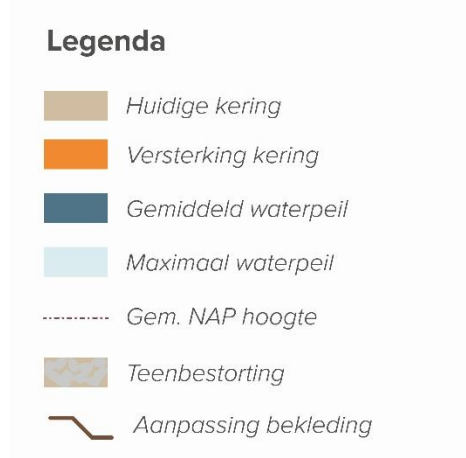 Legenda
Huidige kering
Versterking kering
Gemiddeld waterpeil
Maximaal waterpeil
Gem. NAP hoogte
Teenbestorting
Aanpassing bekleding